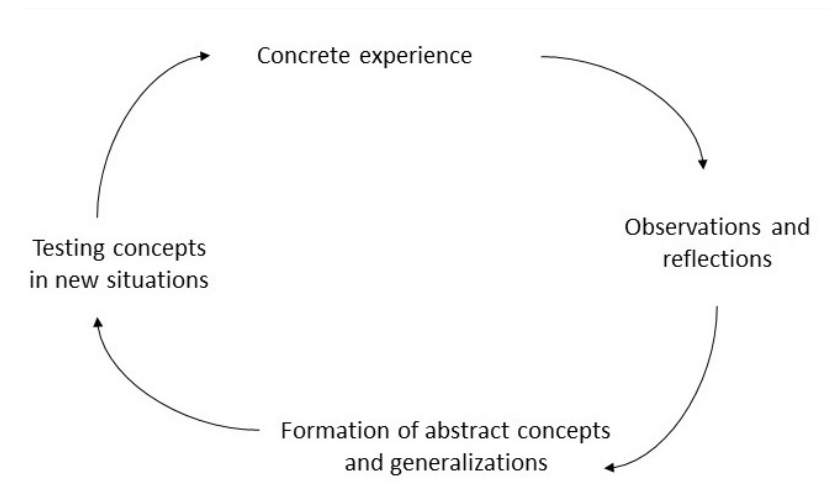 Concrete experience
Observations and
reflections
Formation of abstract concepts
and generalizations
Testing concepts
in new situations